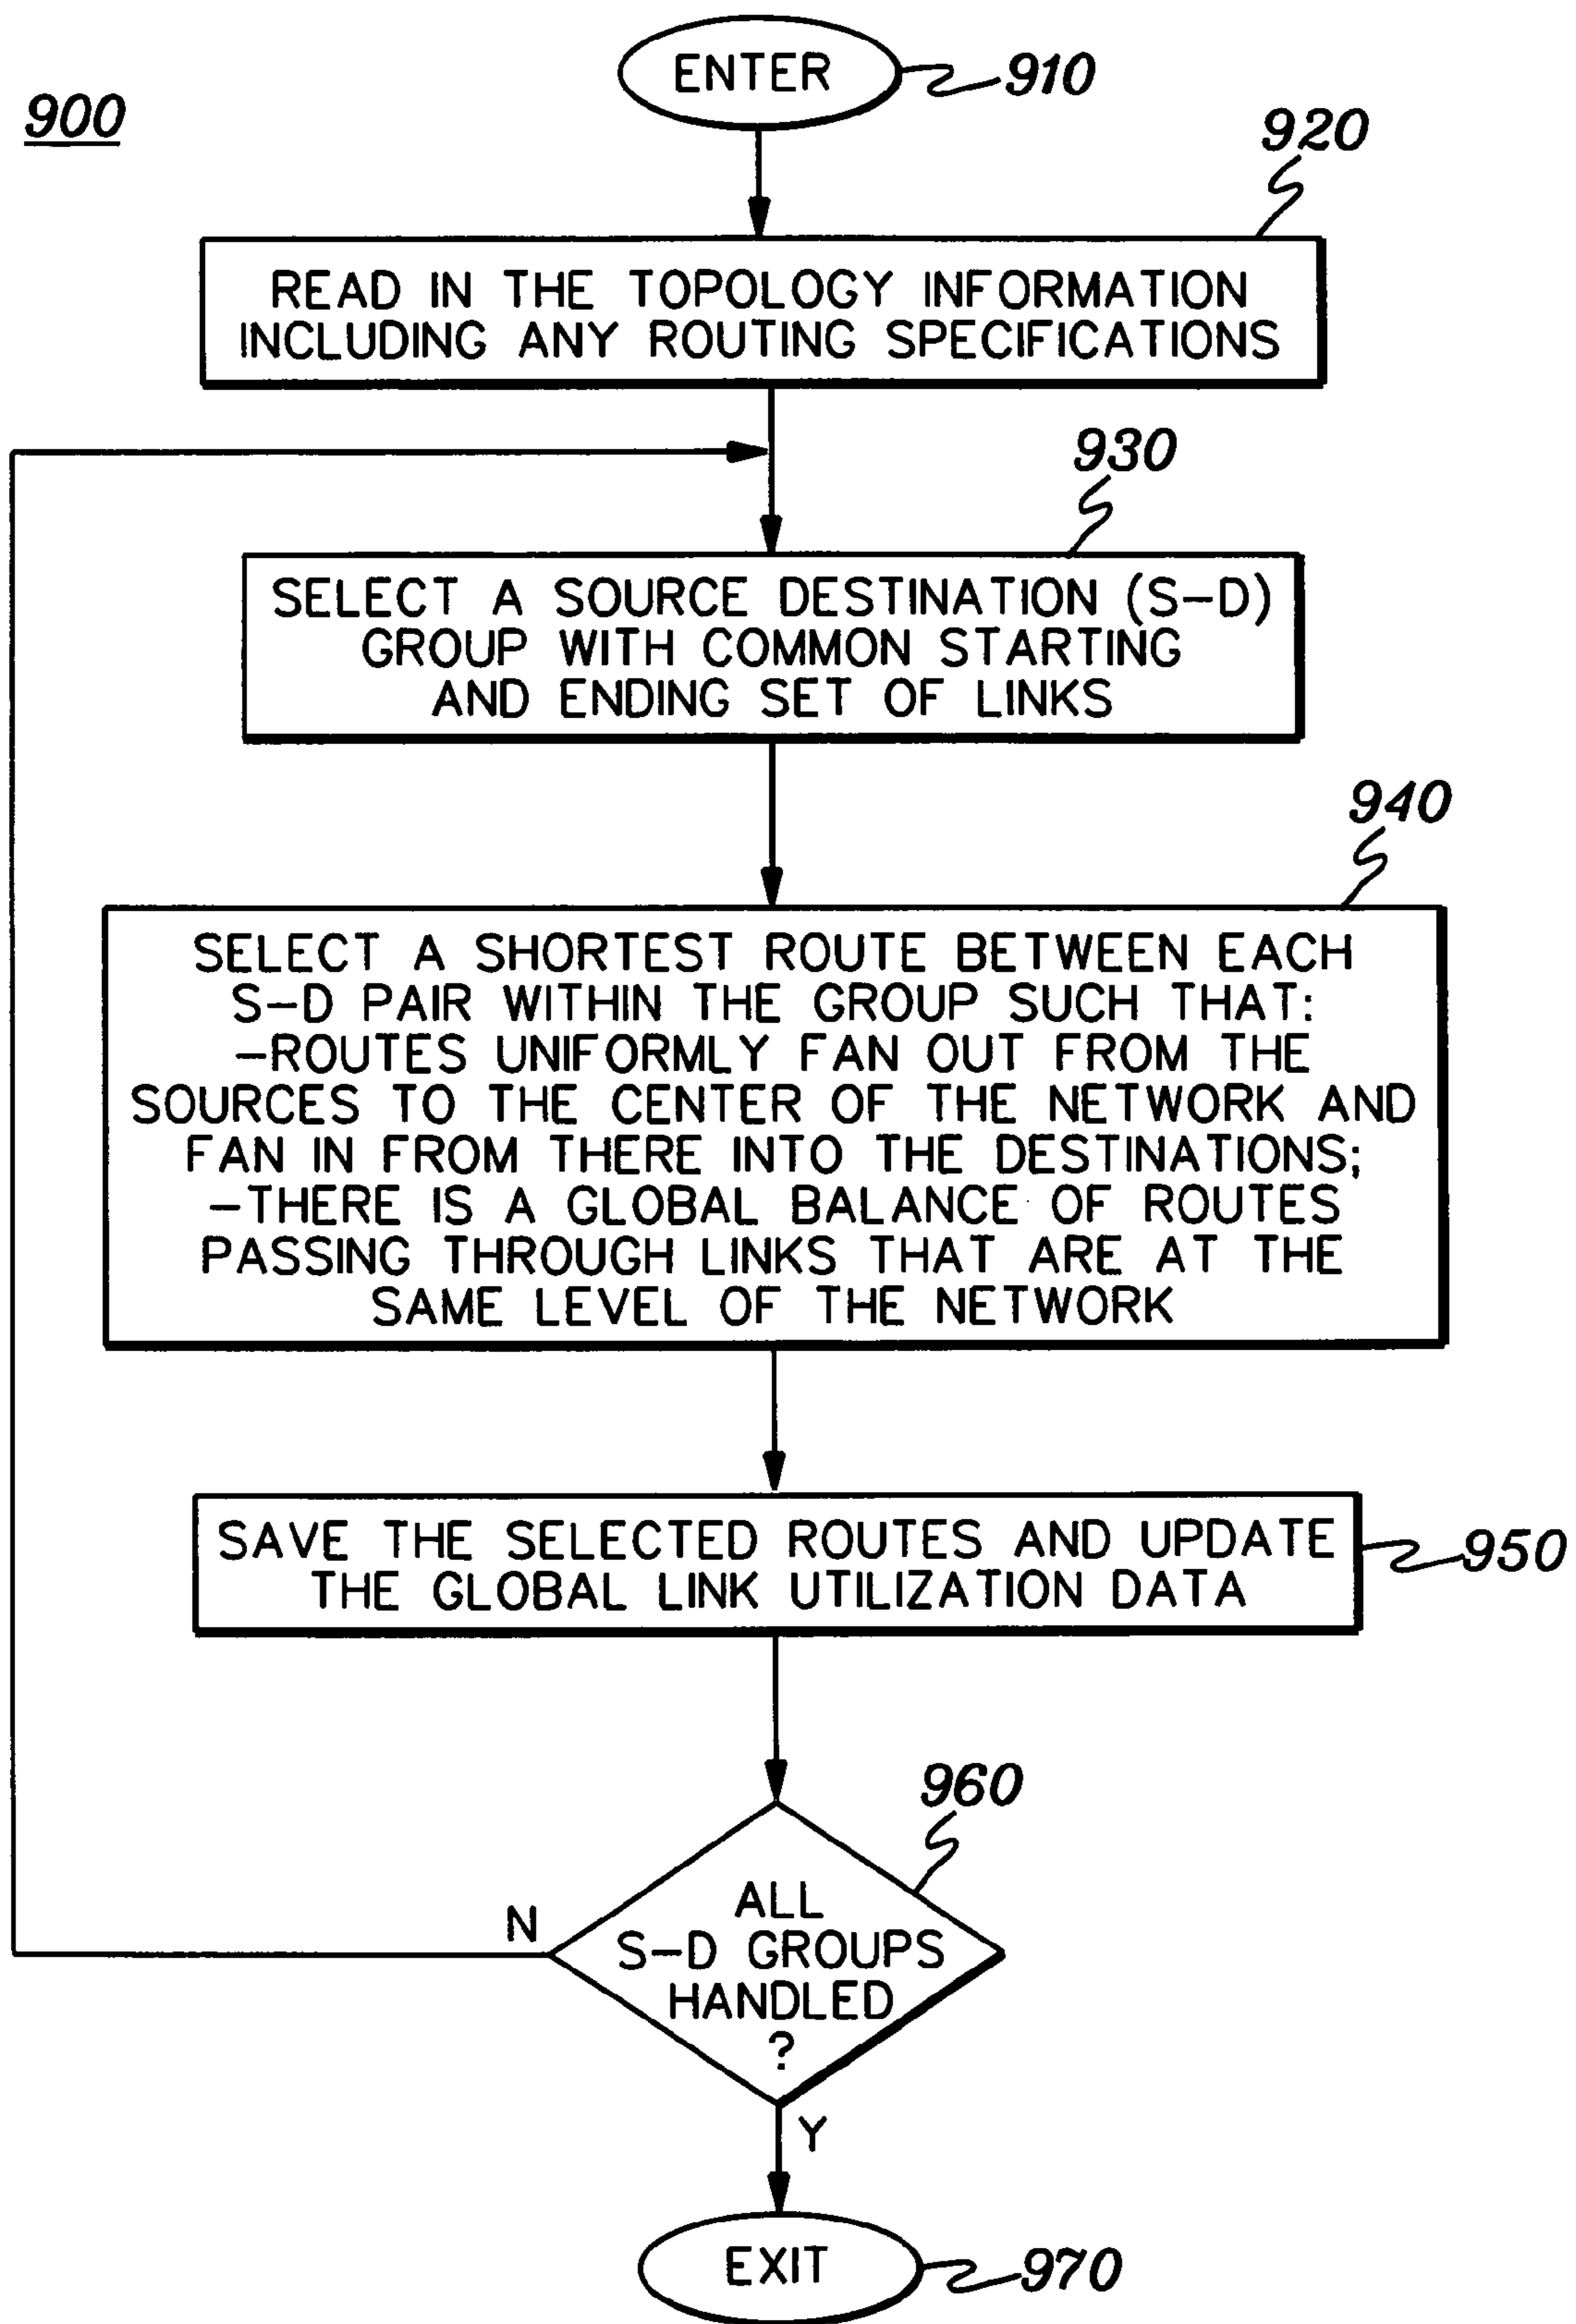 ENTER
910
900
920
READ IN THE TOPOLOGY INFORMATION
INCLUDING ANY ROUTING SPECIFICATIONS
930
SELECT A SOURCE DESTINATION (S-D)
GROUP WITH COMMON STARTING
AND ENDING SET OF LINKS
940
SELECT A SHORTEST ROUTE BETWEEN EACH
S-D PAIR WITHIN THE GROUP SUCH THAT:
-ROUTES UNIFORMLY FAN OUT FROM THE
SOURCES TO THE CENTER OF THE NETWORK AND
FAN IN FROM THERE INTO THE DESTINATIONS;
-THERE IS A GLOBAL BALANCE OF ROUTES
PASSING THROUGH LINKS THAT ARE AT THE
SAME LEVEL OF THE NETWORK
SAVE THE SELECTED ROUTES AND UPDATE
THE GLOBAL LINK UTILIZATION DATA
950
960
ALL
S-D GROUPS
HANDLED
?
N
Y
EXIT
970